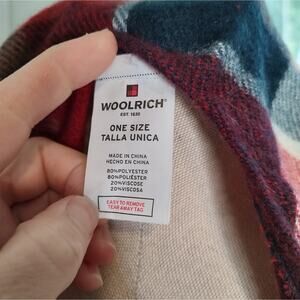 WOOLRICH
EST. 1830
ONE SIZE
TALLA UNICA
MADE IN CHINA
HECHO EN CHINA
80%POLYESTER
80%POLIÉSTER
20%VISCOSE
20%VISCOSA
EASY TO REMOVE
TEAR AWAY TAG